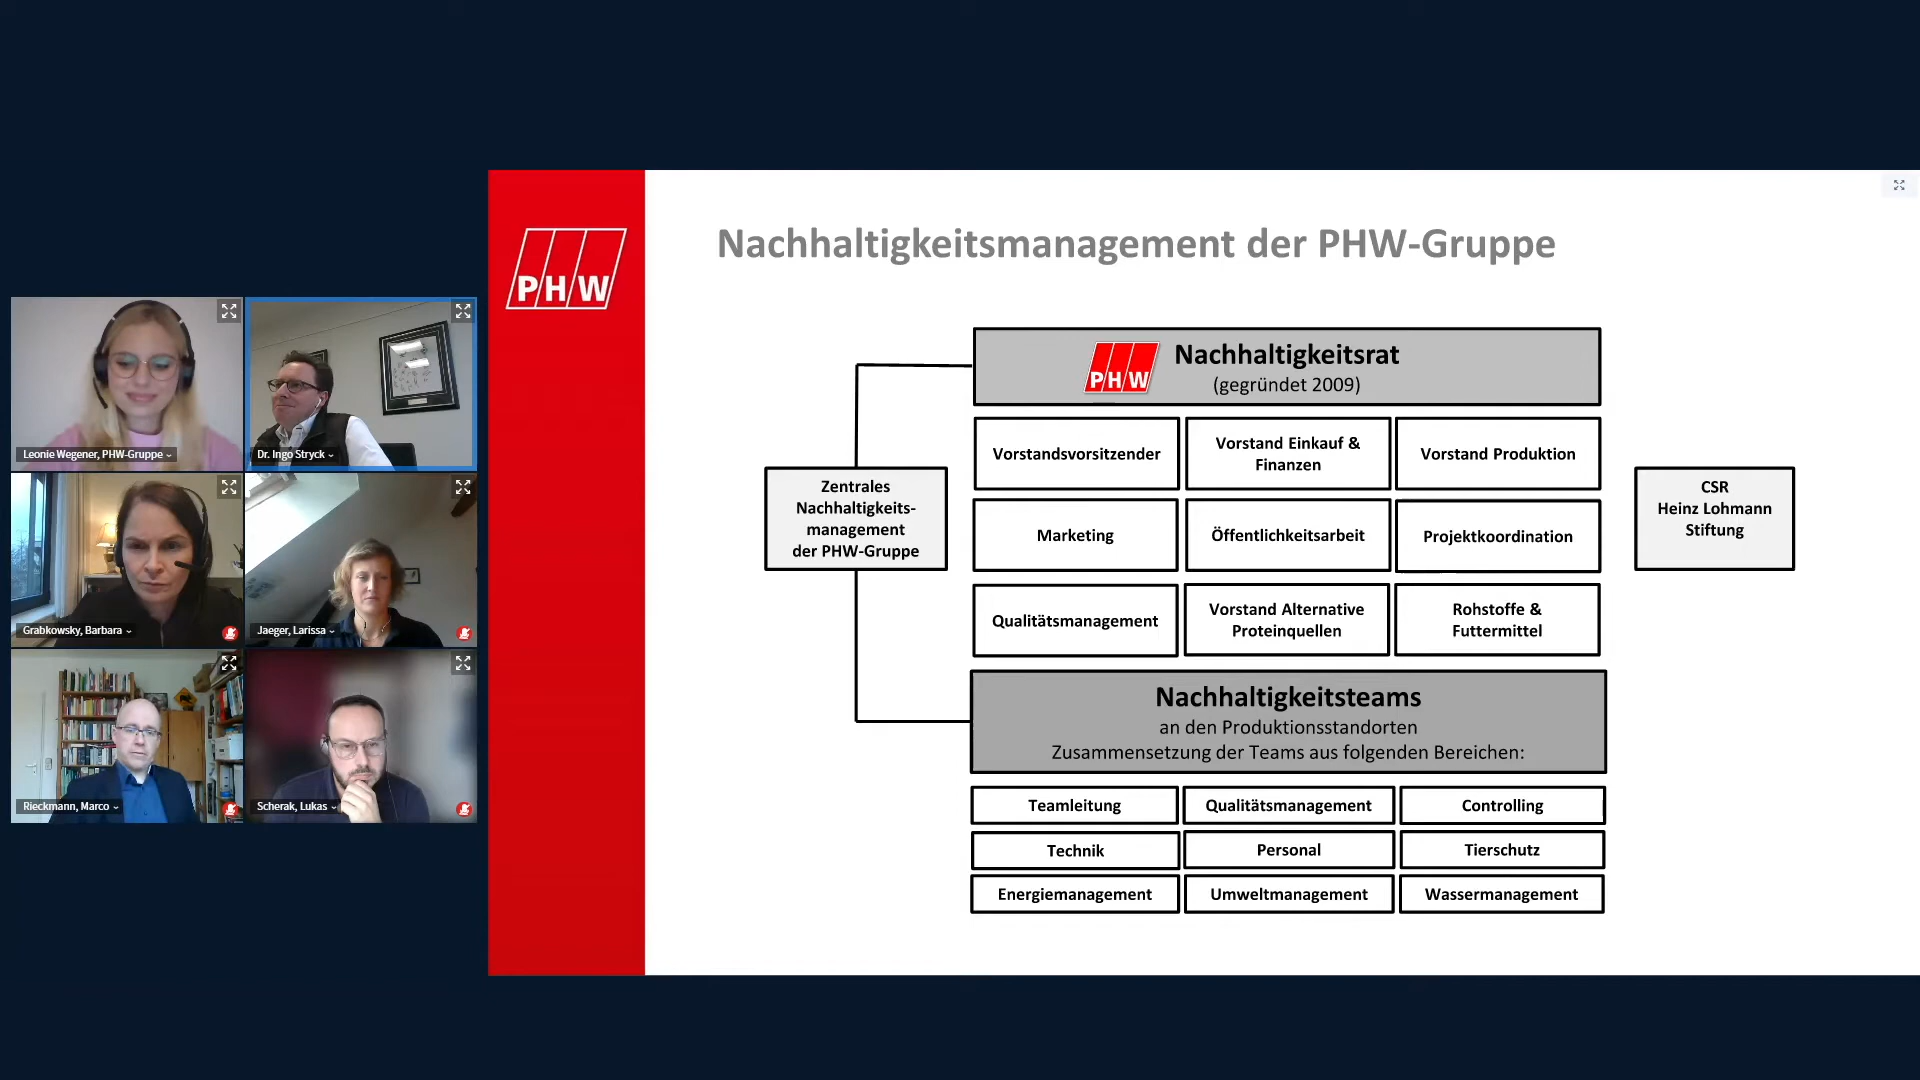 Leonie Wegener, PHW-Gruppe
Dr. Ingo Stryck
Grabkowsky, Barbara
Jaeger, Larissa
Rieckmann, Marco
Scherak, Lukas
PHW
Nachhaltigkeitsmanagement der PHW-Gruppe
PHW
Nachhaltigkeitsrat
(gegründet 2009)
Vorstandsvorsitzender
Vorstand Einkauf &
Finanzen
Vorstand Produktion
Zentrales
Nachhaltigkeits-
management
der PHW-Gruppe
Marketing
Öffentlichkeitsarbeit
Projektkoordination
CSR
Heinz Lohmann
Stiftung
Qualitätsmanagement
Vorstand Alternative
Proteinquellen
Rohstoffe &
Futtermittel
Nachhaltigkeitsteams
an den Produktionsstandorten
Zusammensetzung der Teams aus folgenden Bereichen:
Teamleitung
Qualitätsmanagement
Controlling
Technik
Personal
Tierschutz
Energiemanagement
Umweltmanagement
Wassermanagement